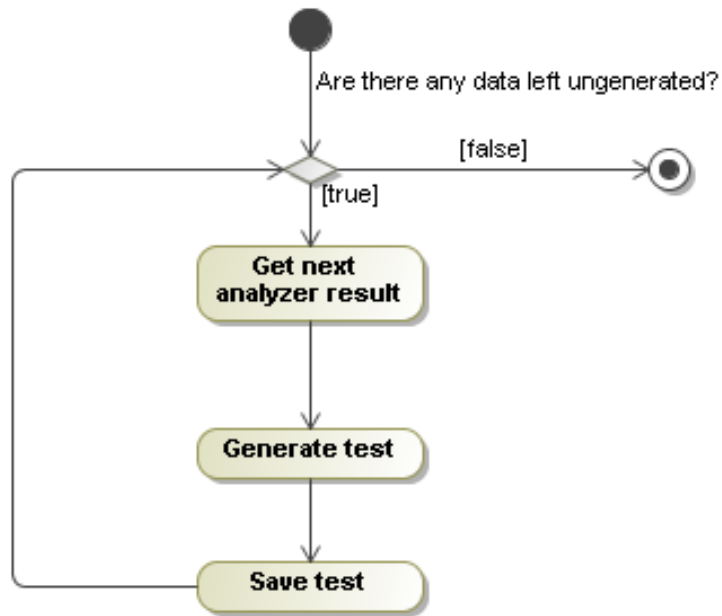 Are there any data left ungenerated?
[false]
[true]
Get next
analyzer result
Generate test
Save test